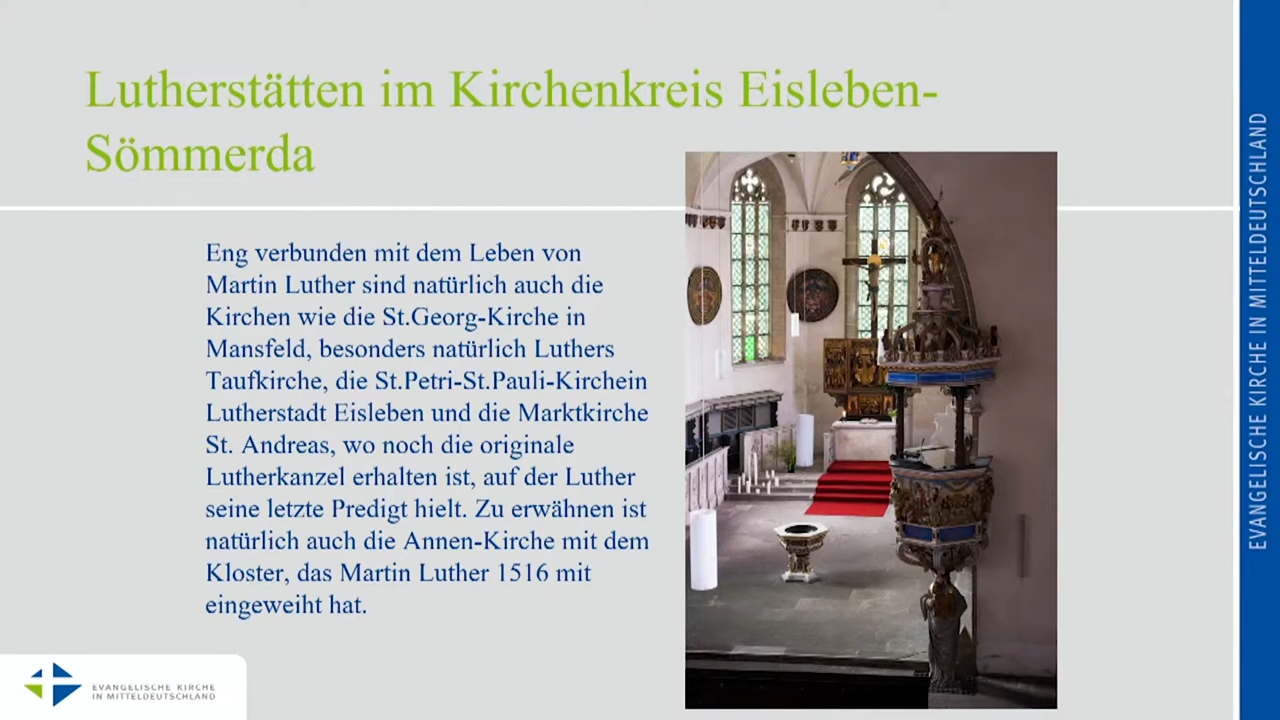 Lutherstätten im Kirchenkreis Eisleben-
Sömmerda
Eng verbunden mit dem Leben von
Martin Luther sind natürlich auch die
Kirchen wie die St.Georg-Kirche in
Mansfeld, besonders natürlich Luthers
Taufkirche, die St.Petri-St.Pauli-Kirchein
Lutherstadt Eisleben und die Marktkirche
St. Andreas, wo noch die originale
Lutherkanzel erhalten ist, auf der Luther
seine letzte Predigt hielt. Zu erwähnen ist
natürlich auch die Annen-Kirche mit dem
Kloster, das Martin Luther 1516 mit
eingeweiht hat.
EVANGELISCHE KIRCHE IN MITTELDEUTSCHLAND
EVANGELISCHE KIRCHE
IN MITTELDEUTSCHLAND